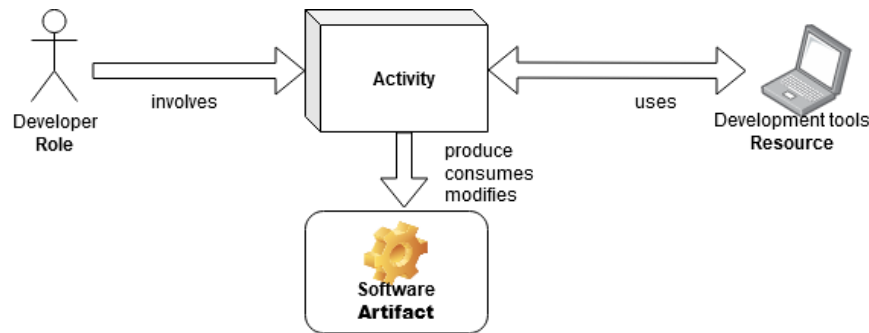 Activity
involves
uses
Developer
Role
Development tools
Resource
produce
consumes
modifies
Software
Artifact